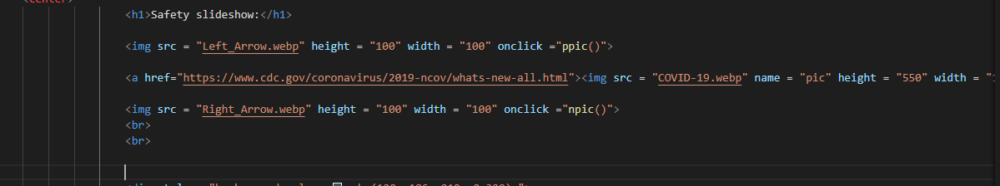 <center>
<h1>Safety slideshow:</h1>
<img src = "Left_Arrow.webp" height = "100" width = "100" onclick ="ppic()">
<a href="https://www.cdc.gov/coronavirus/2019-ncov/whats-new-all.html"><img src = "COVID-19.webp" name = "pic" height = "550" width = "
<img src = "Right_Arrow.webp" height = "100" width = "100" onclick ="npic()">
<br>
<br>